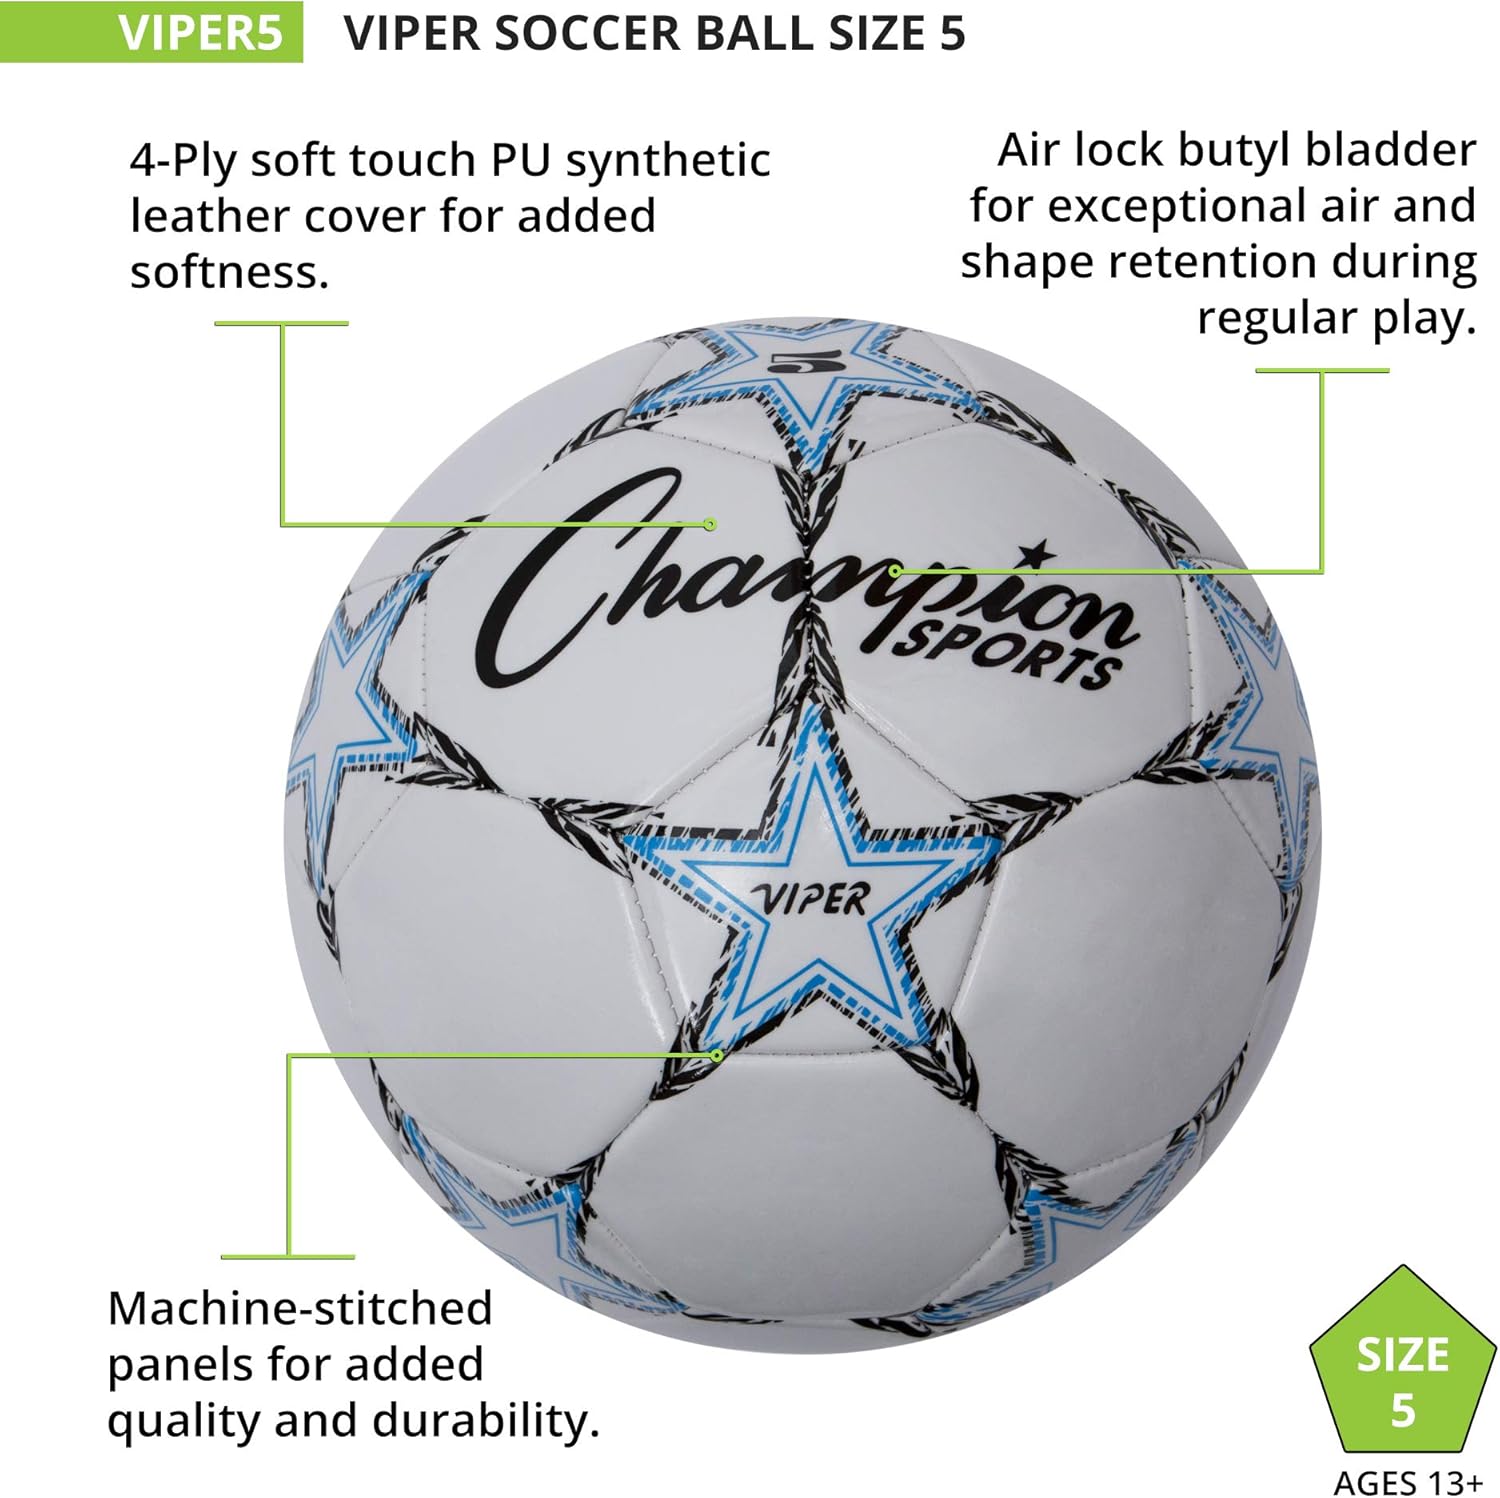 VIPER5 VIPER SOCCER BALL SIZE 5
4-Ply soft touch PU synthetic
leather cover for added
softness.
Air lock butyl bladder
for exceptional air and
shape retention during
regular play.
5
Champion
SPORTS
VIPER
Machine-stitched
panels for added
quality and durability.
SIZE
5
AGES 13+